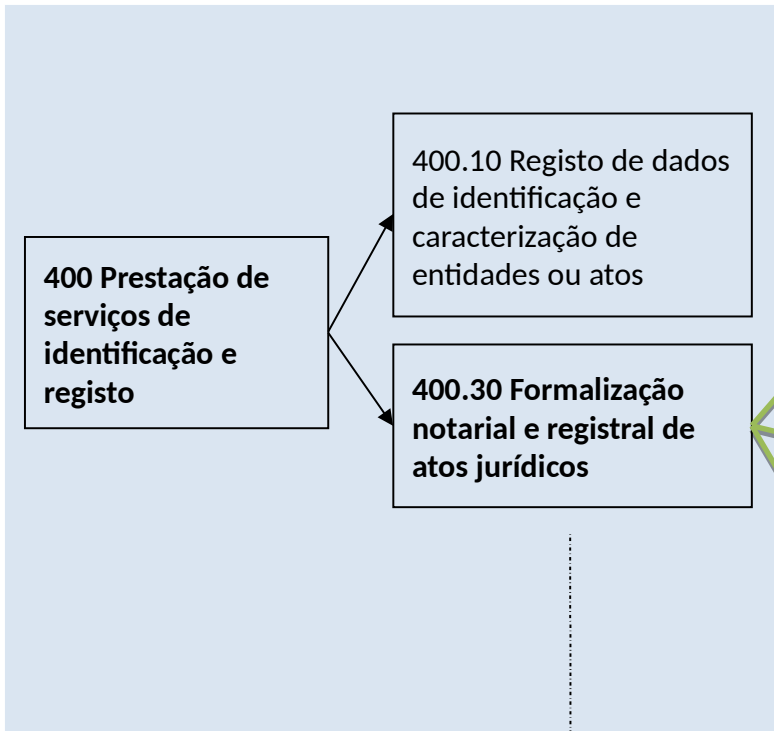 400 Prestação de
serviços de
identificação e
registo
400.10 Registo de dados
de identificação e
caracterização de
entidades ou atos
400.30 Formalização
notarial e registral de
atos jurídicos